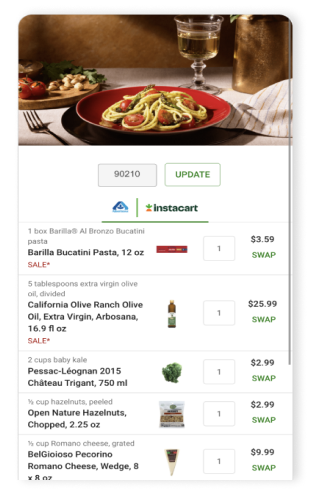 90210
UPDATE
instacart
1 box Barilla® Al Bronzo Bucatini
pasta
Barilla Bucatini Pasta, 12 oz
SALE*
1
$3.59
SWAP
5 tablespoons extra virgin olive
oil, divided
California Olive Ranch Olive
Oil, Extra Virgin, Arbosana,
16.9 fl oz
SALE*
1
$25.99
SWAP
2 cups baby kale
Pessac-Léognan 2015
Château Trigant, 750 ml
1
$2.99
SWAP
½ cup hazelnuts, peeled
Open Nature Hazelnuts,
Chopped, 2.25 oz
1
$2.99
SWAP
½ cup Romano cheese, grated
BelGioioso Pecorino
Romano Cheese, Wedge, 8
x 8 oz
1
$9.99
SWAP